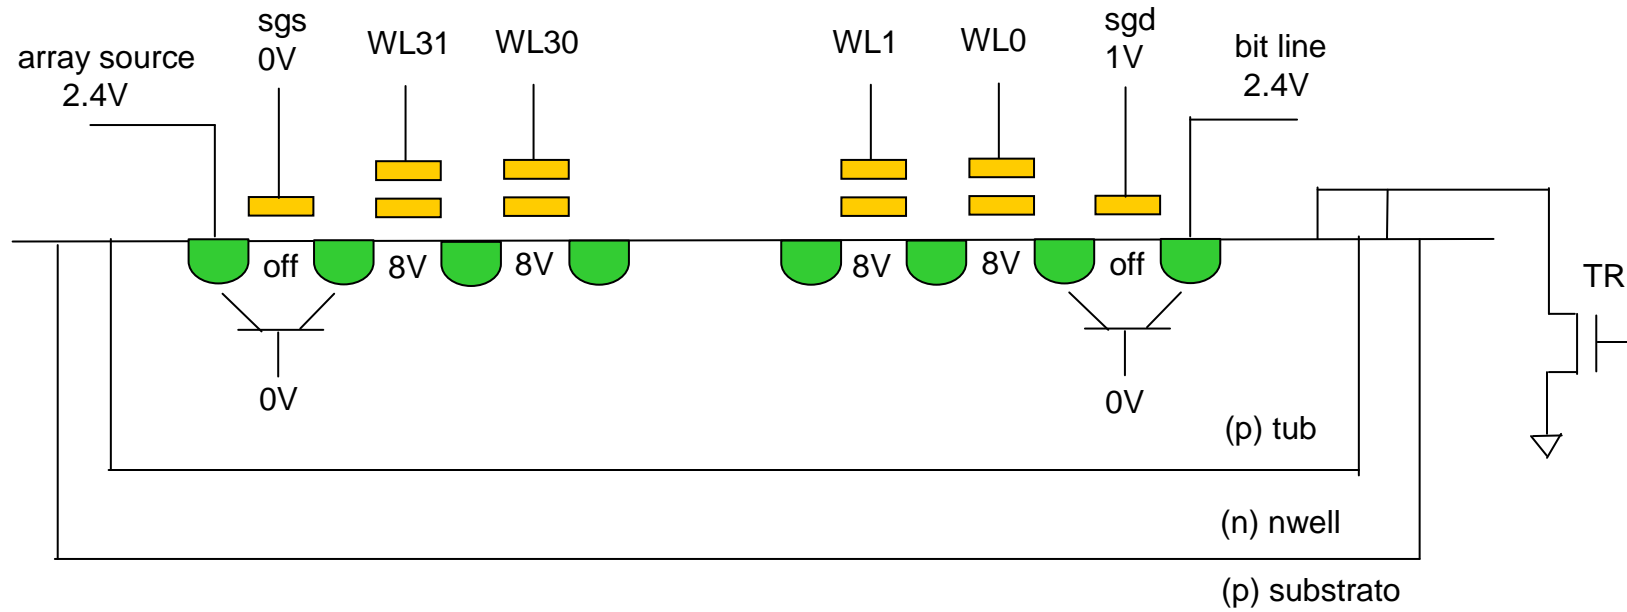 array source
2.4V
sgs
0V
WL31
WL30
WL1
WL0
sgd
1V
bit line
2.4V
off
8V
8V
8V
8V
off
TR
0V
0V
(p) tub
(n) nwell
(p) substrato